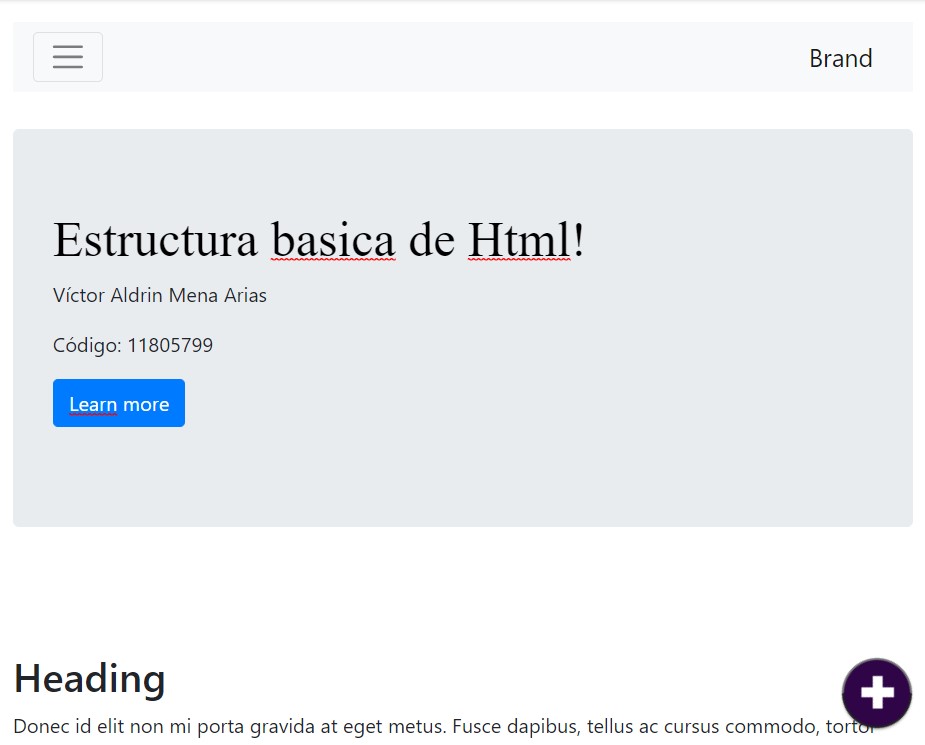 Brand
Estructura basica de Html!
Víctor Aldrin Mena Arias
Código: 11805799
Learn more
Heading
Donec id elit non mi porta gravida at eget metus. Fusce dapibus, tellus ac cursus commodo, tortor